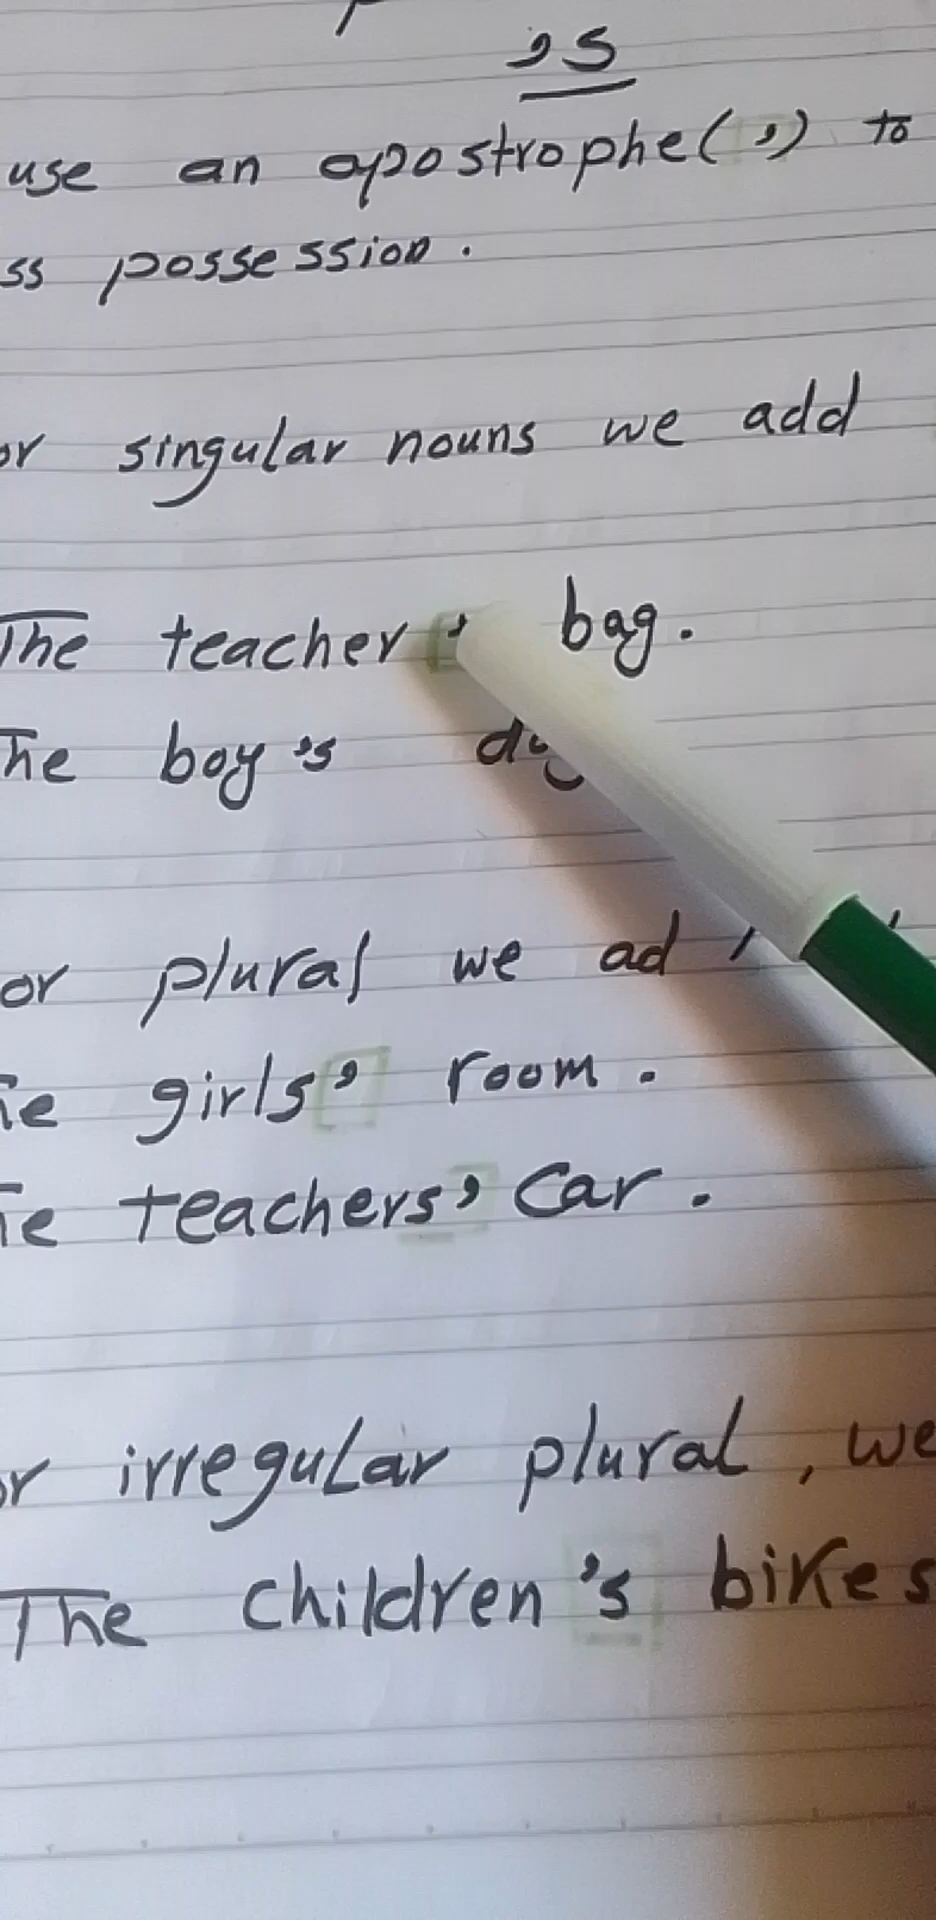 's
use an apostrophe(') to
ss possession.
or singular nouns we add
The teacher' bag.
The boy's
or plural we ad
girls' room.
teachers' car.
irregular plural, we
The children's bikes